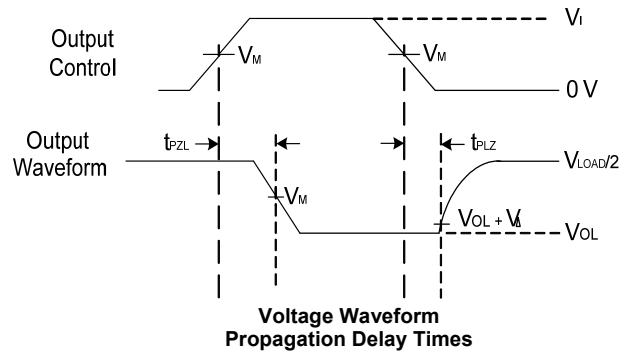 Output
Control
VM
VM
VI
0 V
Output
Waveform
tPZL
tPLZ
VLOAD/2
VM
VOL + VΔ
VOL
Voltage Waveform
Propagation Delay Times